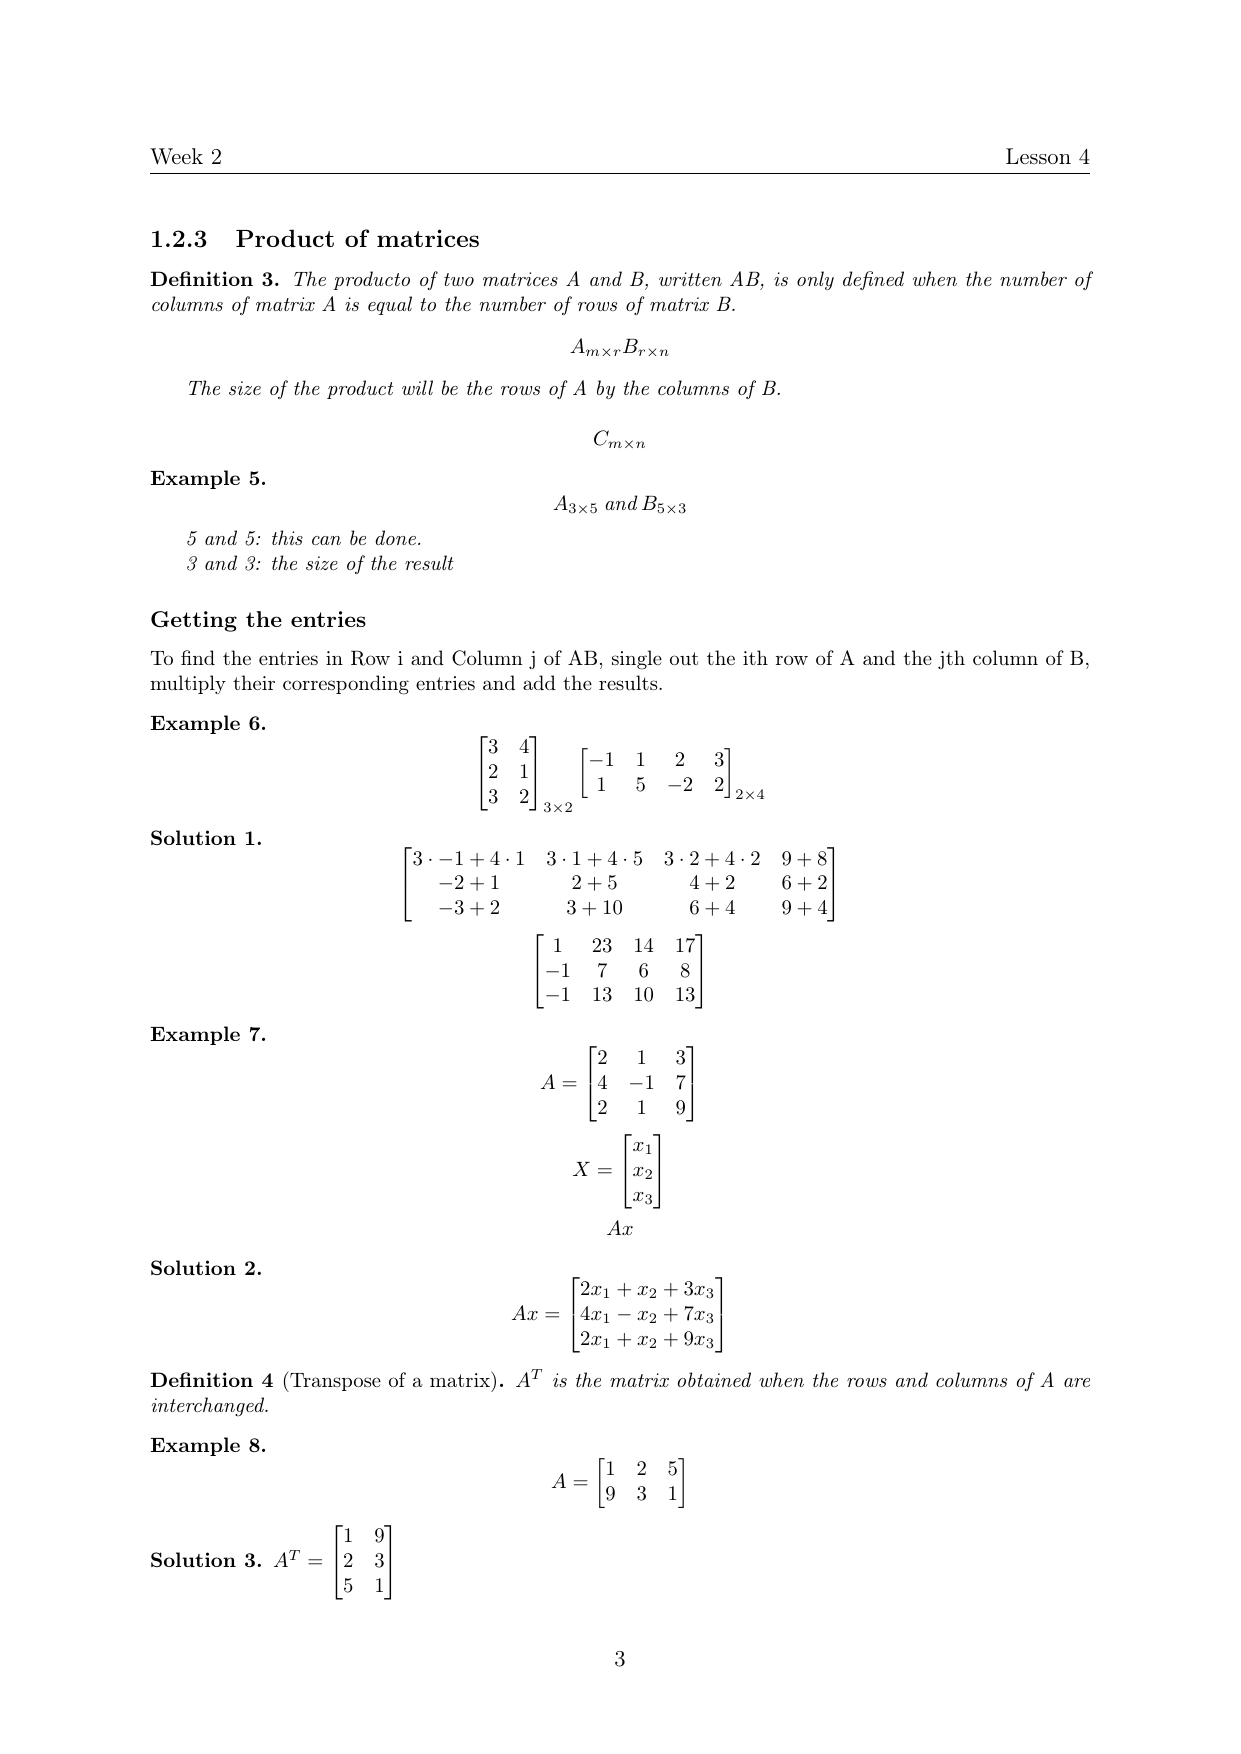 Week 2 Lesson 4
1.2.3 Product of matrices
Definition 3. The producto of two matrices A and B, written AB, is only defined when the number of
columns of matrix A is equal to the number of rows of matrix B.
A_{m×r}B_{r×n}
The size of the product will be the rows of A by the columns of B.
C_{m×n}
Example 5.
A_{3×5} and B_{5×3}
5 and 5: this can be done.
3 and 3: the size of the result
Getting the entries
To find the entries in Row i and Column j of AB, single out the ith row of A and the jth column of B,
multiply their corresponding entries and add the results.
Example 6.
\begin{bmatrix} 3 & 4 \\ 2 & 1 \\ 3 & 2 \end{bmatrix}_{3×2} \begin{bmatrix} −1 & 1 & 2 & 3 \\ 1 & 5 & −2 & 2 \end{bmatrix}_{2×4}
Solution 1.
\begin{bmatrix} 3 · −1 + 4 · 1 & 3 · 1 + 4 · 5 & 3 · 2 + 4 · 2 & 9 + 8 \\ −2 + 1 & 2 + 5 & 4 + 2 & 6 + 2 \\ −3 + 2 & 3 + 10 & 6 + 4 & 9 + 4 \end{bmatrix}
\begin{bmatrix} 1 & 23 & 14 & 17 \\ −1 & 7 & 6 & 8 \\ −1 & 13 & 10 & 13 \end{bmatrix}
Example 7.
A = \begin{bmatrix} 2 & 1 & 3 \\ 4 & −1 & 7 \\ 2 & 1 & 9 \end{bmatrix}
X = \begin{bmatrix} x_1 \\ x_2 \\ x_3 \end{bmatrix}
Ax
Solution 2.
Ax = \begin{bmatrix} 2x_1 + x_2 + 3x_3 \\ 4x_1 − x_2 + 7x_3 \\ 2x_1 + x_2 + 9x_3 \end{bmatrix}
Definition 4 (Transpose of a matrix). A^T is the matrix obtained when the rows and columns of A are
interchanged.
Example 8.
A = \begin{bmatrix} 1 & 2 & 5 \\ 9 & 3 & 1 \end{bmatrix}
Solution 3. A^T = \begin{bmatrix} 1 & 9 \\ 2 & 3 \\ 5 & 1 \end{bmatrix}
3